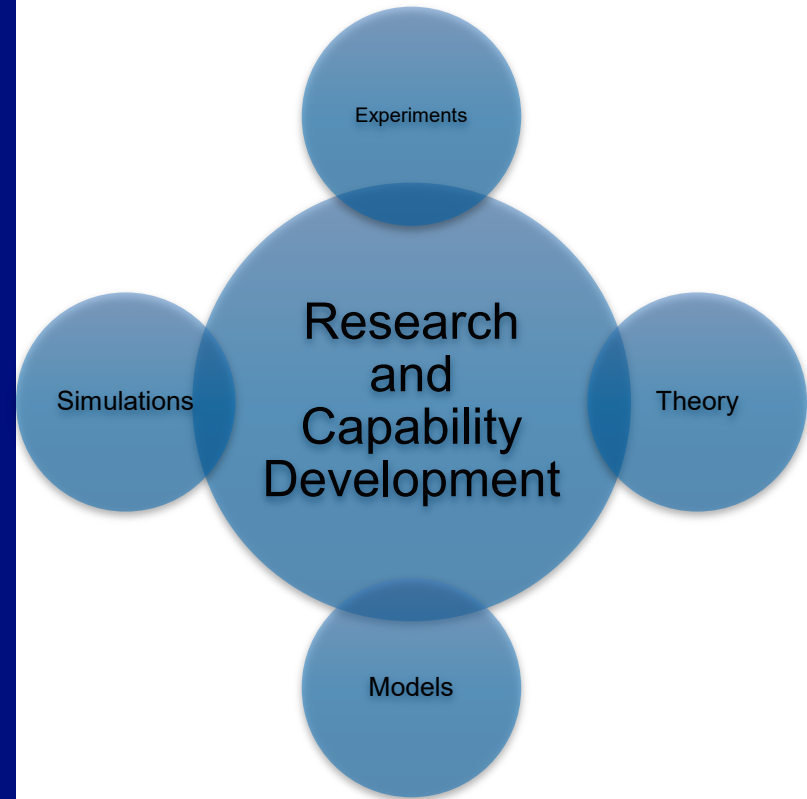 Experiments
Research
and
Capability
Development
Simulations
Theory
Models